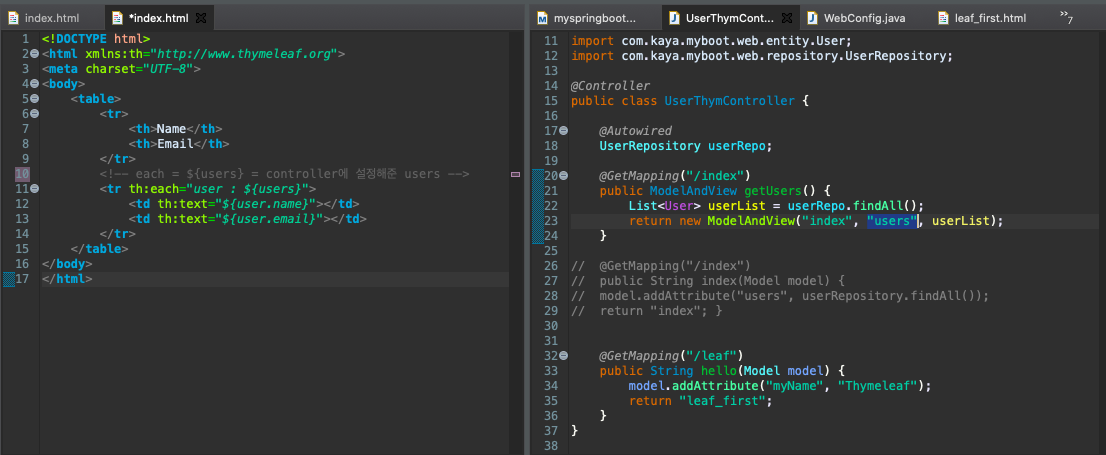 index.html
*index.html
1 <!DOCTYPE html>
2 <html xmlns:th="http://www.thymeleaf.org">
3 <meta charset="UTF-8">
4 <body>
5 <table>
6 <tr>
7 <th>Name</th>
8 <th>Email</th>
9 </tr>
10 <!-- each = ${users} = controller에 설정해준 users -->
11 <tr th:each="user : ${users}">
12 <td th:text="${user.name}"></td>
13 <td th:text="${user.email}"></td>
14 </tr>
15 </table>
16 </body>
17 </html>
myspringboot...
UserThymCont...
WebConfig.java
leaf_first.html
»7
11 import com.kaya.myboot.web.entity.User;
12 import com.kaya.myboot.web.repository.UserRepository;
13
14 @Controller
15 public class UserThymController {
16
17 @Autowired
18 UserRepository userRepo;
19
20 @GetMapping("/index")
21 public ModelAndView getUsers() {
22 List<User> userList = userRepo.findAll();
23 return new ModelAndView("index", "users", userList);
24 }
25
26 // @GetMapping("/index")
27 // public String index(Model model) {
28 // model.addAttribute("users", userRepository.findAll());
29 // return "index"; }
30
31
32 @GetMapping("/leaf")
33 public String hello(Model model) {
34 model.addAttribute("myName", "Thymeleaf");
35 return "leaf_first";
36 }
37 }
38